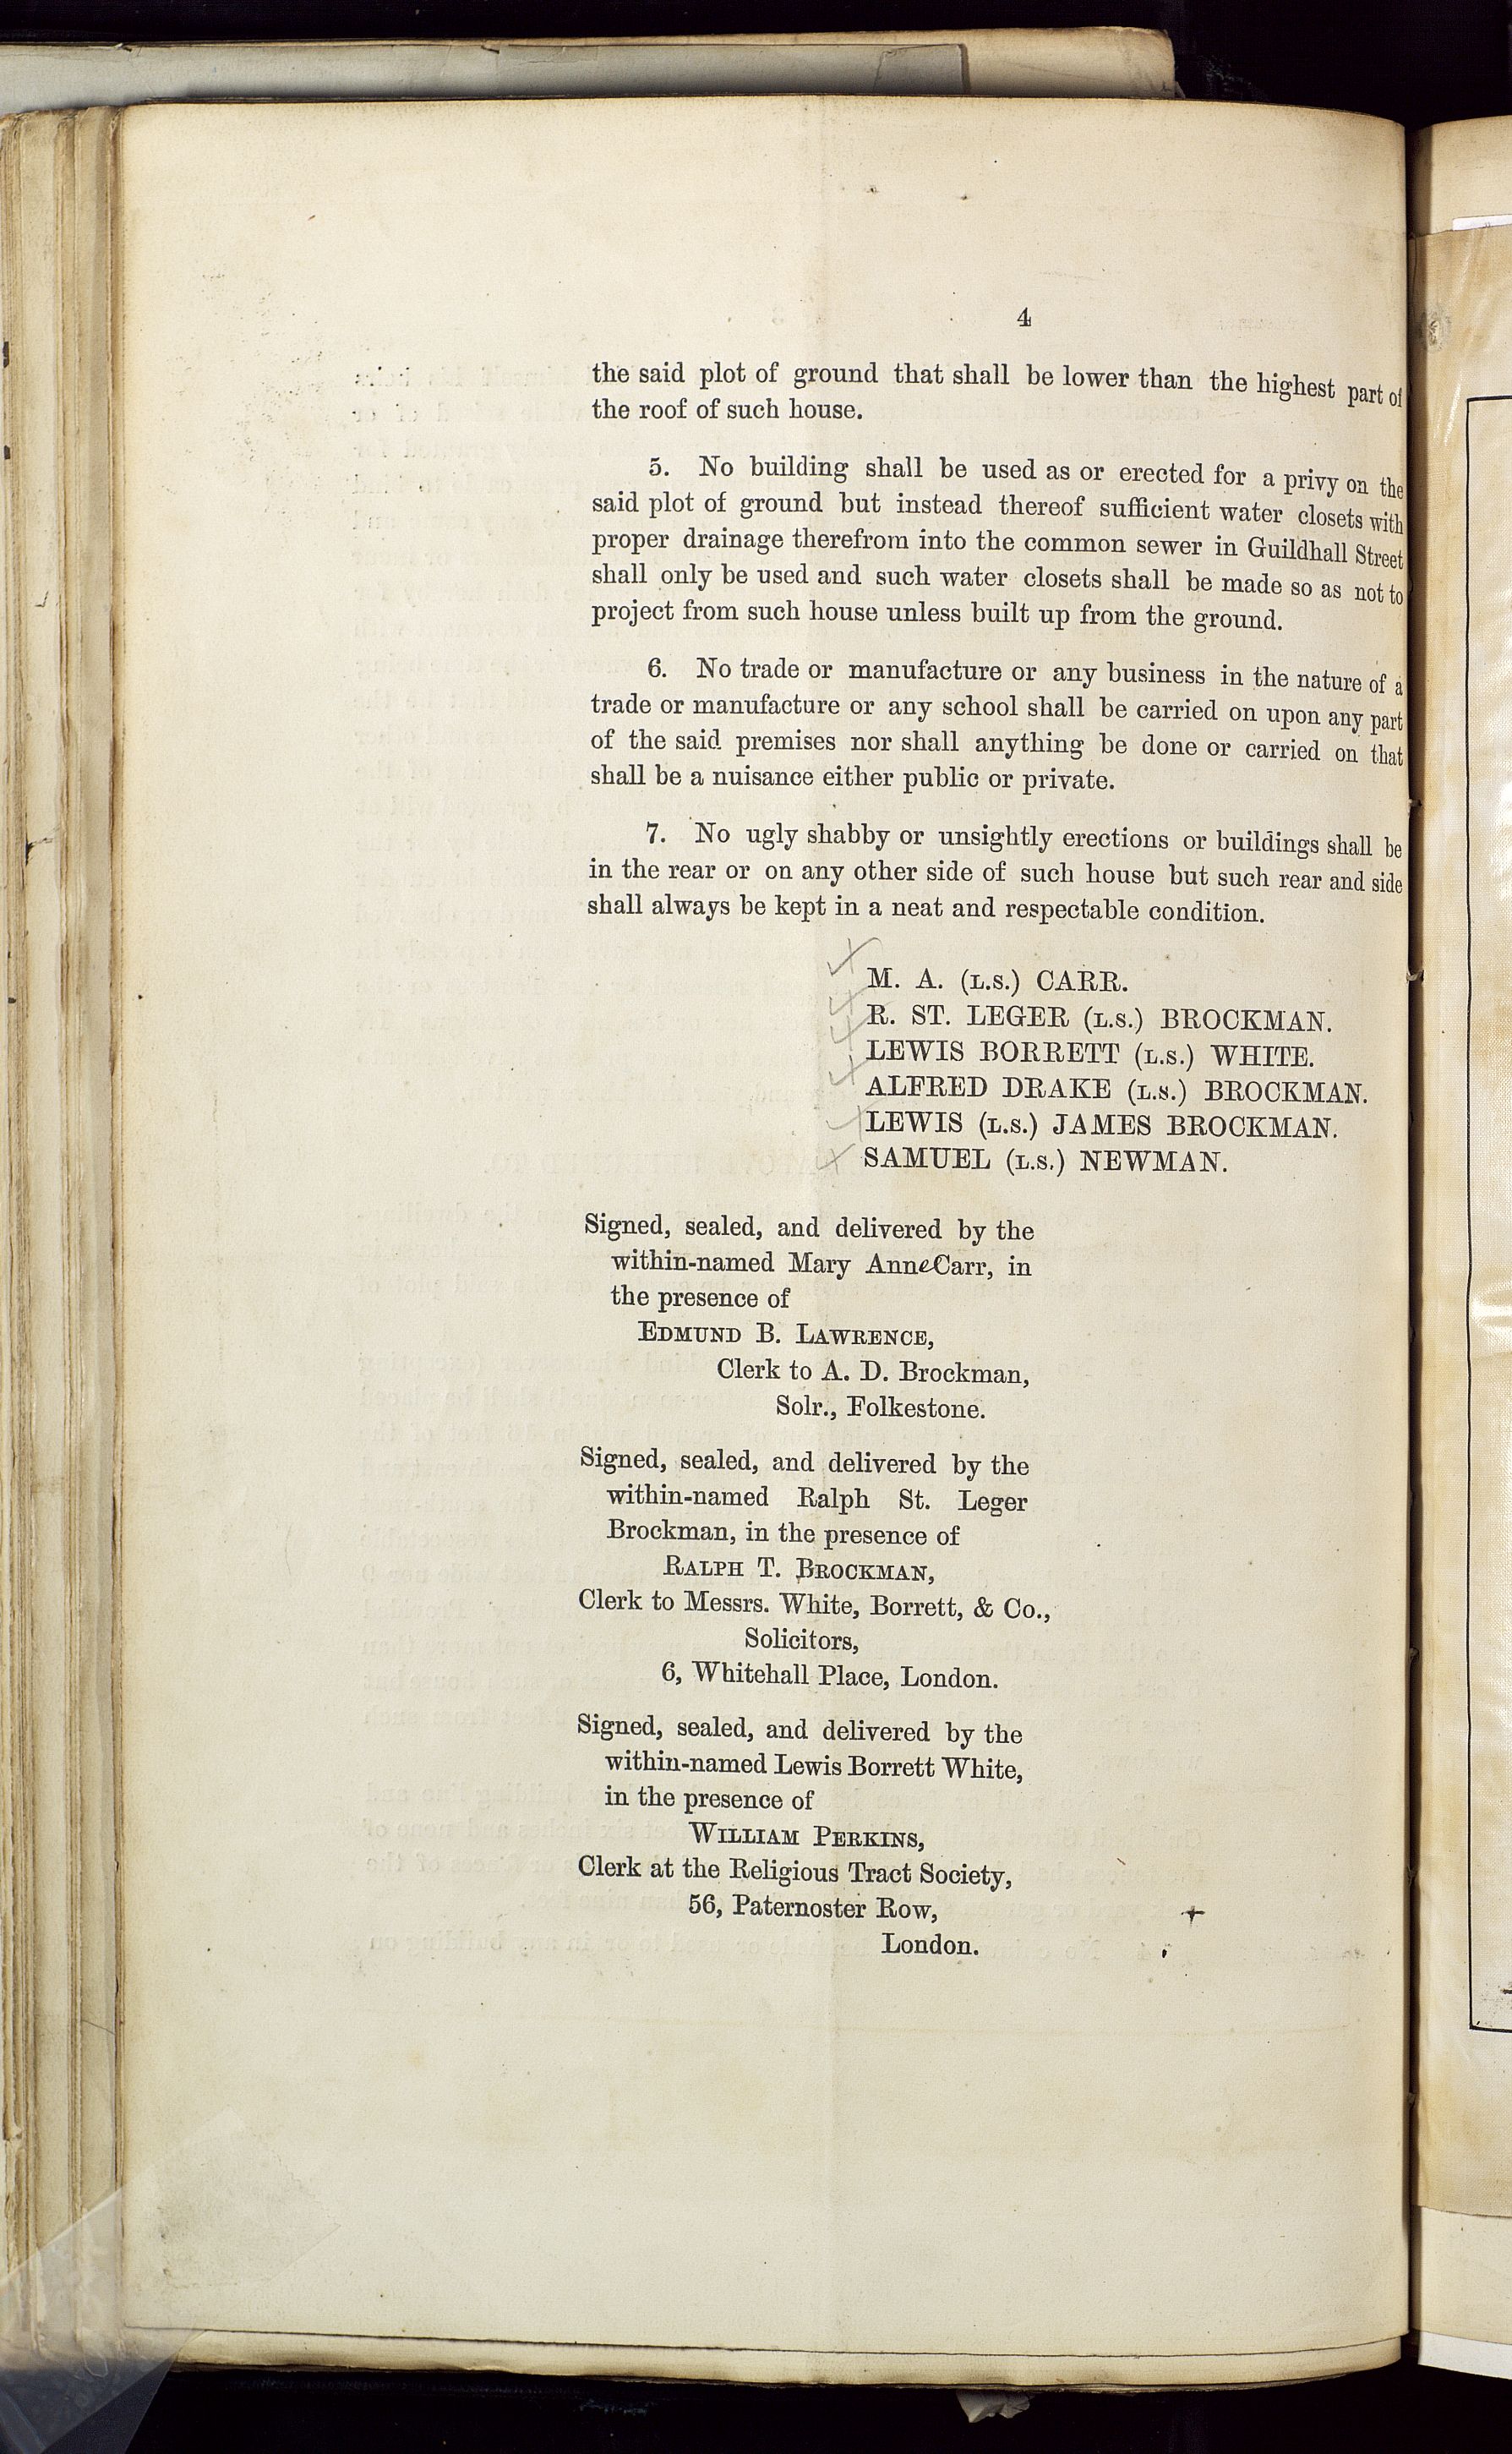 4
the said plot of ground that shall be lower than the highest part of
the roof of such house.
5. No building shall be used as or erected for a privy on the
said plot of ground but instead thereof sufficient water closets with
proper drainage therefrom into the common sewer in Guildhall Street
shall only be used and such water closets shall be made so as not to
project from such house unless built up from the ground.
6. No trade or manufacture or any business in the nature of a
trade or manufacture or any school shall be carried on upon any part
of the said premises nor shall anything be done or carried on that
shall be a nuisance either public or private.
7. No ugly shabby or unsightly erections or buildings shall be
in the rear or on any other side of such house but such rear and side
shall always be kept in a neat and respectable condition.
M. A. (L.S.) CARR.
R. ST. LEGER (L.S.) BROCKMAN.
LEWIS BORRETT (L.S.) WHITE.
ALFRED DRAKE (L.S.) BROCKMAN.
LEWIS (L.S.) JAMES BROCKMAN.
SAMUEL (L.S.) NEWMAN.
Signed, sealed, and delivered by the
within-named Mary Anne Carr, in
the presence of
EDMUND B. LAWRENCE,
Clerk to A. D. Brockman,
Solr., Folkestone.
Signed, sealed, and delivered by the
within-named Ralph St. Leger
Brockman, in the presence of
RALPH T. BROCKMAN,
Clerk to Messrs. White, Borrett, & Co.,
Solicitors,
6, Whitehall Place, London.
Signed, sealed, and delivered by the
within-named Lewis Borrett White,
in the presence of
WILLIAM PERKINS,
Clerk at the Religious Tract Society,
56, Paternoster Row,
London.